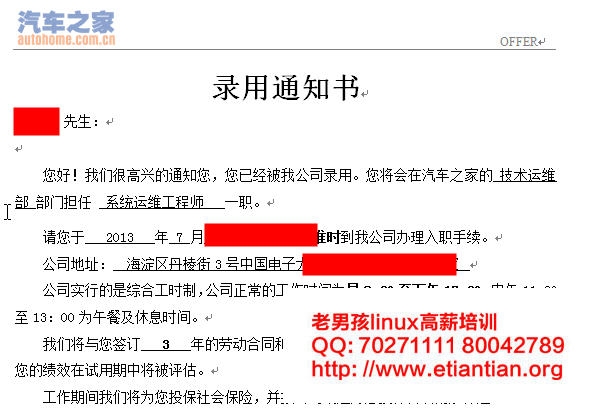 汽车之家
autohome.com.cn
OFFER
录用通知书
先生：
您好！我们很高兴的通知您，您已经被我公司录用。您将会在汽车之家的 技术运维
部 部门担任 系统运维工程师 一职。
请您于 2013 年 7 月 准时到我公司办理入职手续。
公司地址： 海淀区丹棱街3号中国电子
公司实行的是综合工时制，公司正常的工作时间为
至 13：00 为午餐及休息时间。
我们将与您签订 3 年的劳动合同和
您的绩效在试用期中将被评估。
工作期间我们将为您投保社会保险，并
老男孩linux高薪培训
QQ: 70271111 80042789
http: //www.etiantian.org